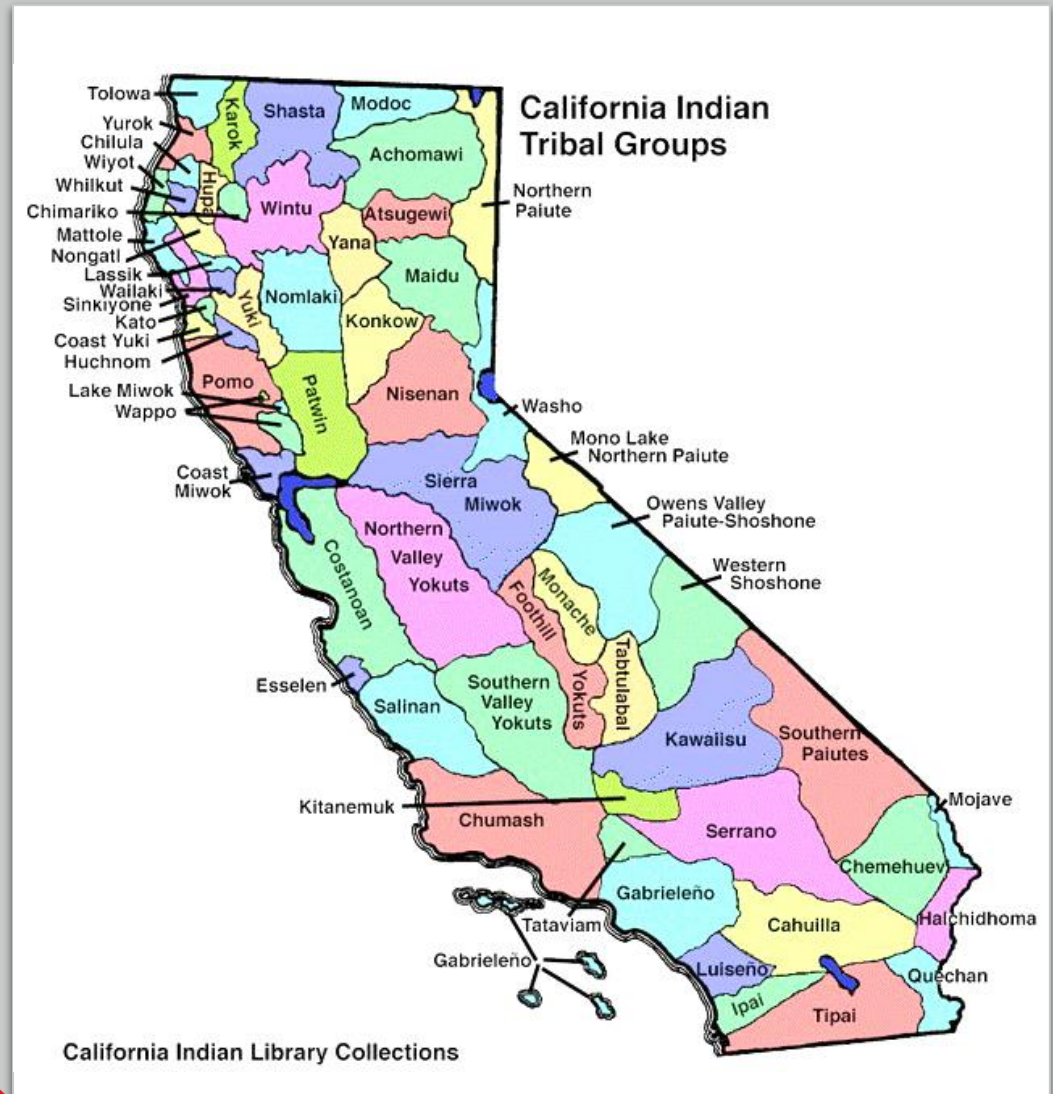 California Indian
Tribal Groups
Tolowa
Yurok
Chilula
Wiyot
Whilkut
Chimariko
Mattole
Nongatl
Lassik
Wailaki
Sinkiyone
Kato
Coast Yuki
Huchnom
Lake Miwok
Wappo
Coast
Miwok
Karok
Shasta
Modoc
Achomawi
Northern
Paiute
Hupa
Wintu
Atsugewi
Yana
Maidu
Yuki
Nomlaki
Konkow
Pomo
Patwin
Nisenan
Washo
Mono Lake
Northern Paiute
Sierra
Miwok
Owens Valley
Paiute-Shoshone
Northern
Valley
Yokuts
Costanoan
Western
Shoshone
Monache
Foothill
Yokuts
Tabtulabal
Esselen
Salinan
Southern
Valley
Yokuts
Kawaiisu
Southern
Paiutes
Kitanemuk
Chumash
Serrano
Mojave
Chemehuevi
Gabrieleño
Tataviam
Cahuilla
Halchidhoma
Gabrieleño
Luiseño
Quechan
Ipai
Tipai
California Indian Library Collections